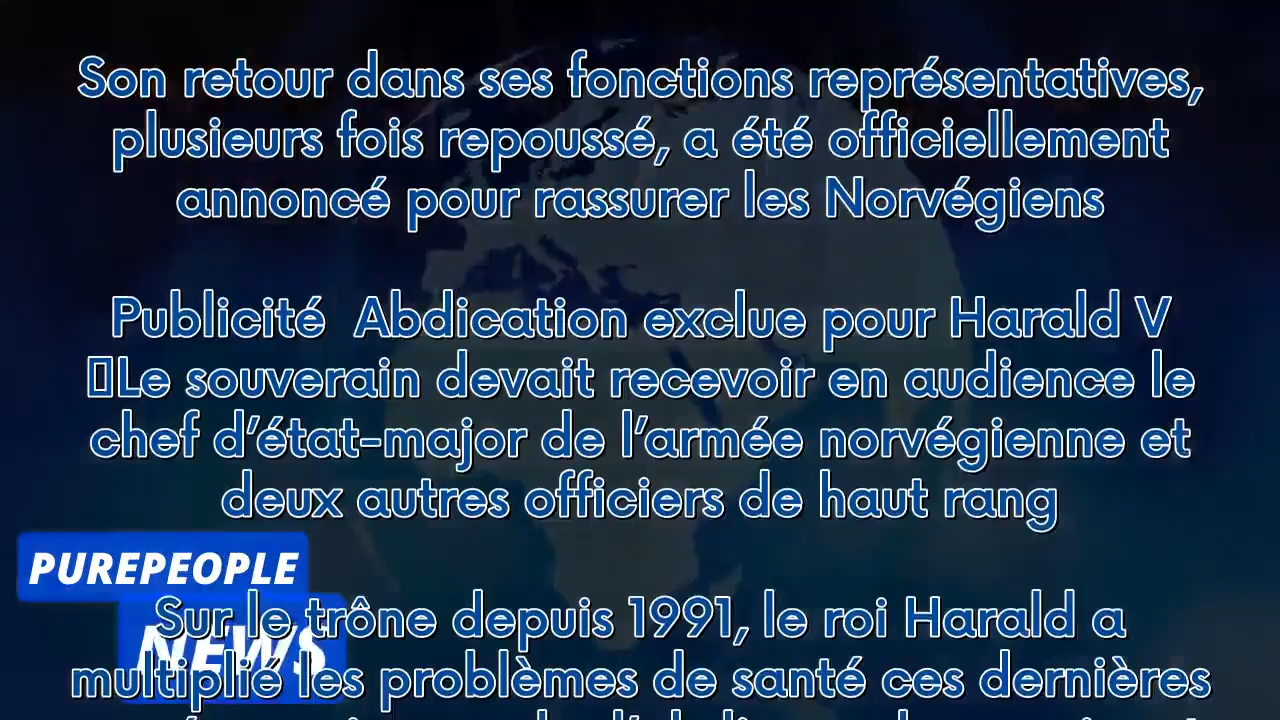 Son retour dans ses fonctions représentatives,
plusieurs fois repoussé, a été officiellement
annoncé pour rassurer les Norvégiens
Publicité  Abdication exclue pour Harald V
Le souverain devait recevoir en audience le
chef d’état-major de l’armée norvégienne et
deux autres officiers de haut rang
PUREPEOPLE
NEWS
Sur le trône depuis 1991, le roi Harald a
multiplié les problèmes de santé ces dernières